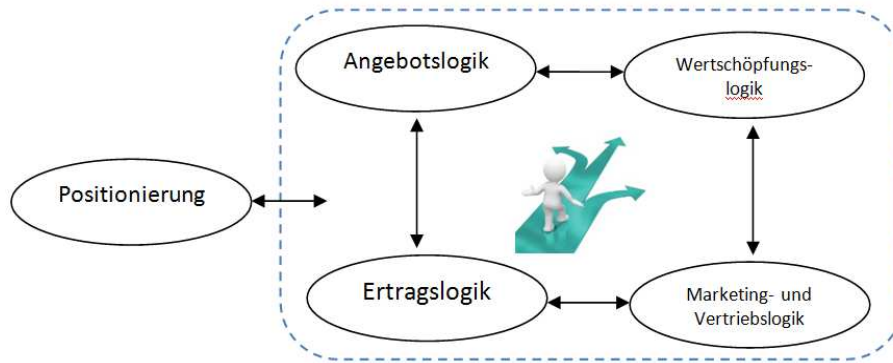 Angebotslogik
Wertschöpfungs-
logik
Positionierung
Ertragslogik
Marketing- und
Vertriebslogik